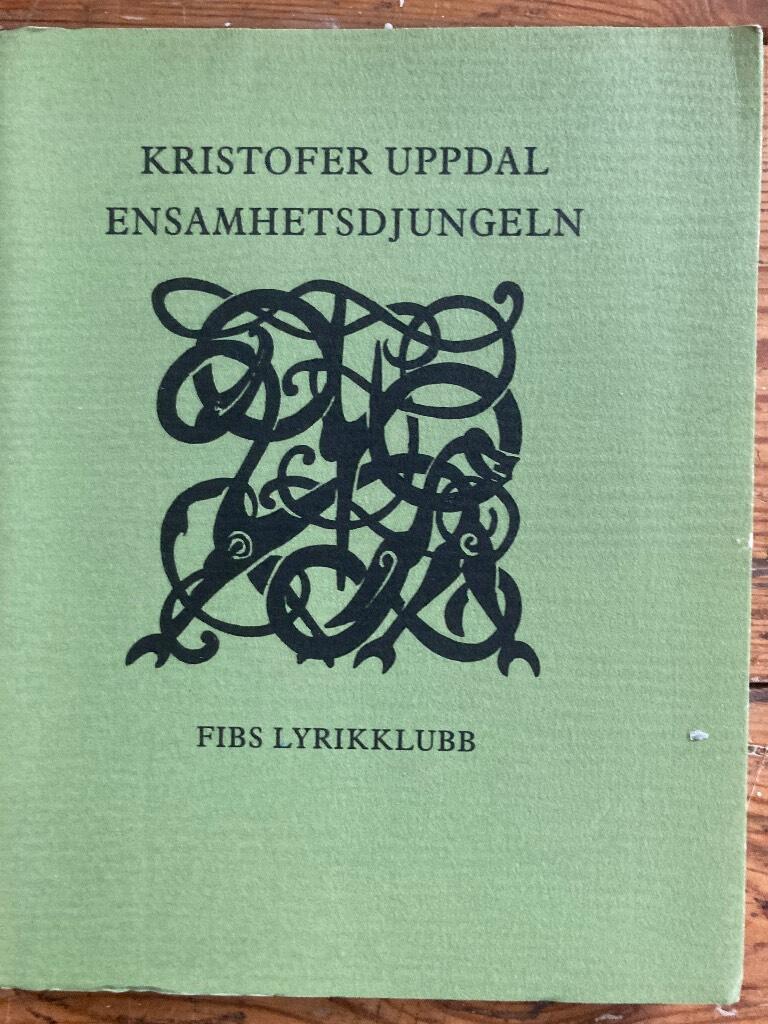 KRISTOFER UPPDAL
ENSAMHETSDJUNGELN
FIBS LYRIKKLUBB